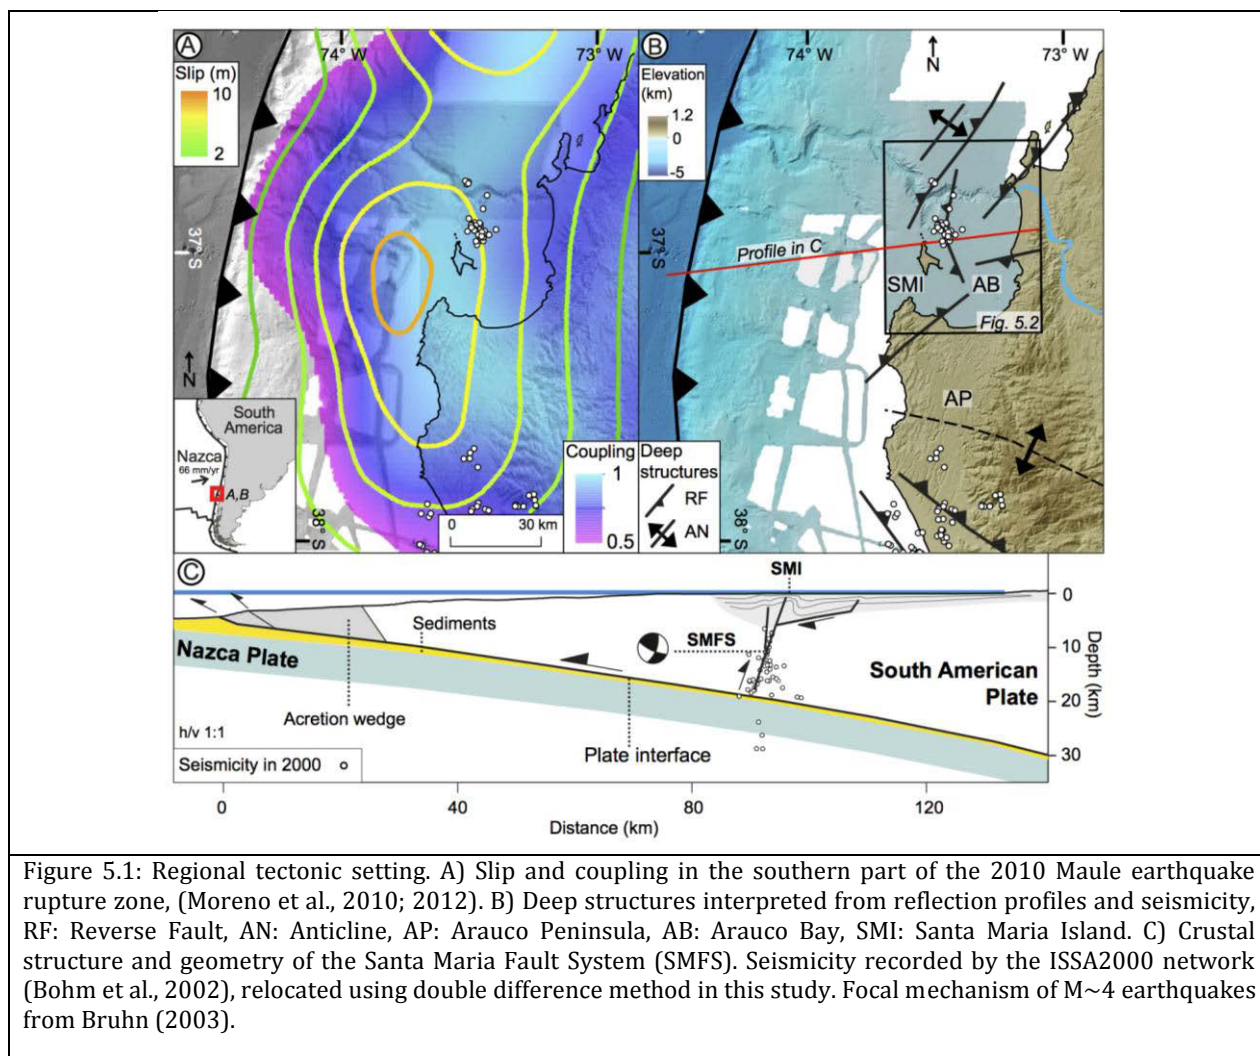 A
74° W
73° W
Slip (m)
10
2
37° S
N
South
America
Nazca
66 mm/yr
A,B
38° S
0 30 km
Coupling
1
0.5
B
74° W
73° W
N
Elevation
(km)
1.2
0
-5
37° S
Profile in C
SMI
AB
Fig. 5.2
AP
Deep
structures
RF
AN
38° S
C
SMI
0
Sediments
SMFS
10
Nazca Plate
South American
Plate
Depth (km)
20
Acretion wedge
h/v 1:1
Plate interface
30
Seismicity in 2000
0 40 80 120
Distance (km)
Figure 5.1: Regional tectonic setting. A) Slip and coupling in the southern part of the 2010 Maule earthquake
rupture zone, (Moreno et al., 2010; 2012). B) Deep structures interpreted from reflection profiles and seismicity,
RF: Reverse Fault, AN: Anticline, AP: Arauco Peninsula, AB: Arauco Bay, SMI: Santa Maria Island. C) Crustal
structure and geometry of the Santa Maria Fault System (SMFS). Seismicity recorded by the ISSA2000 network
(Bohm et al., 2002), relocated using double difference method in this study. Focal mechanism of M~4 earthquakes
from Bruhn (2003).